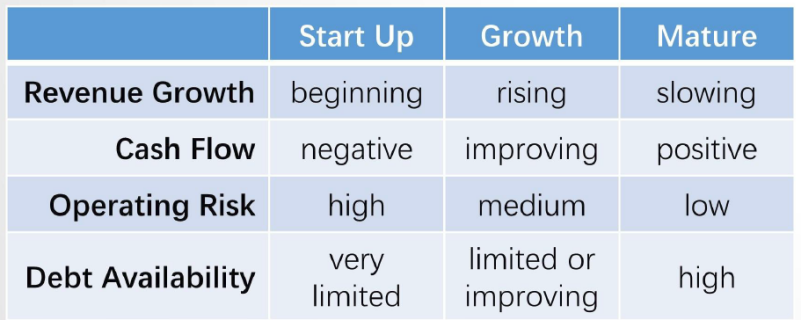 Start Up Growth Mature
Revenue Growth beginning rising slowing
Cash Flow negative improving positive
Operating Risk high medium low
Debt Availability very limited limited or improving high